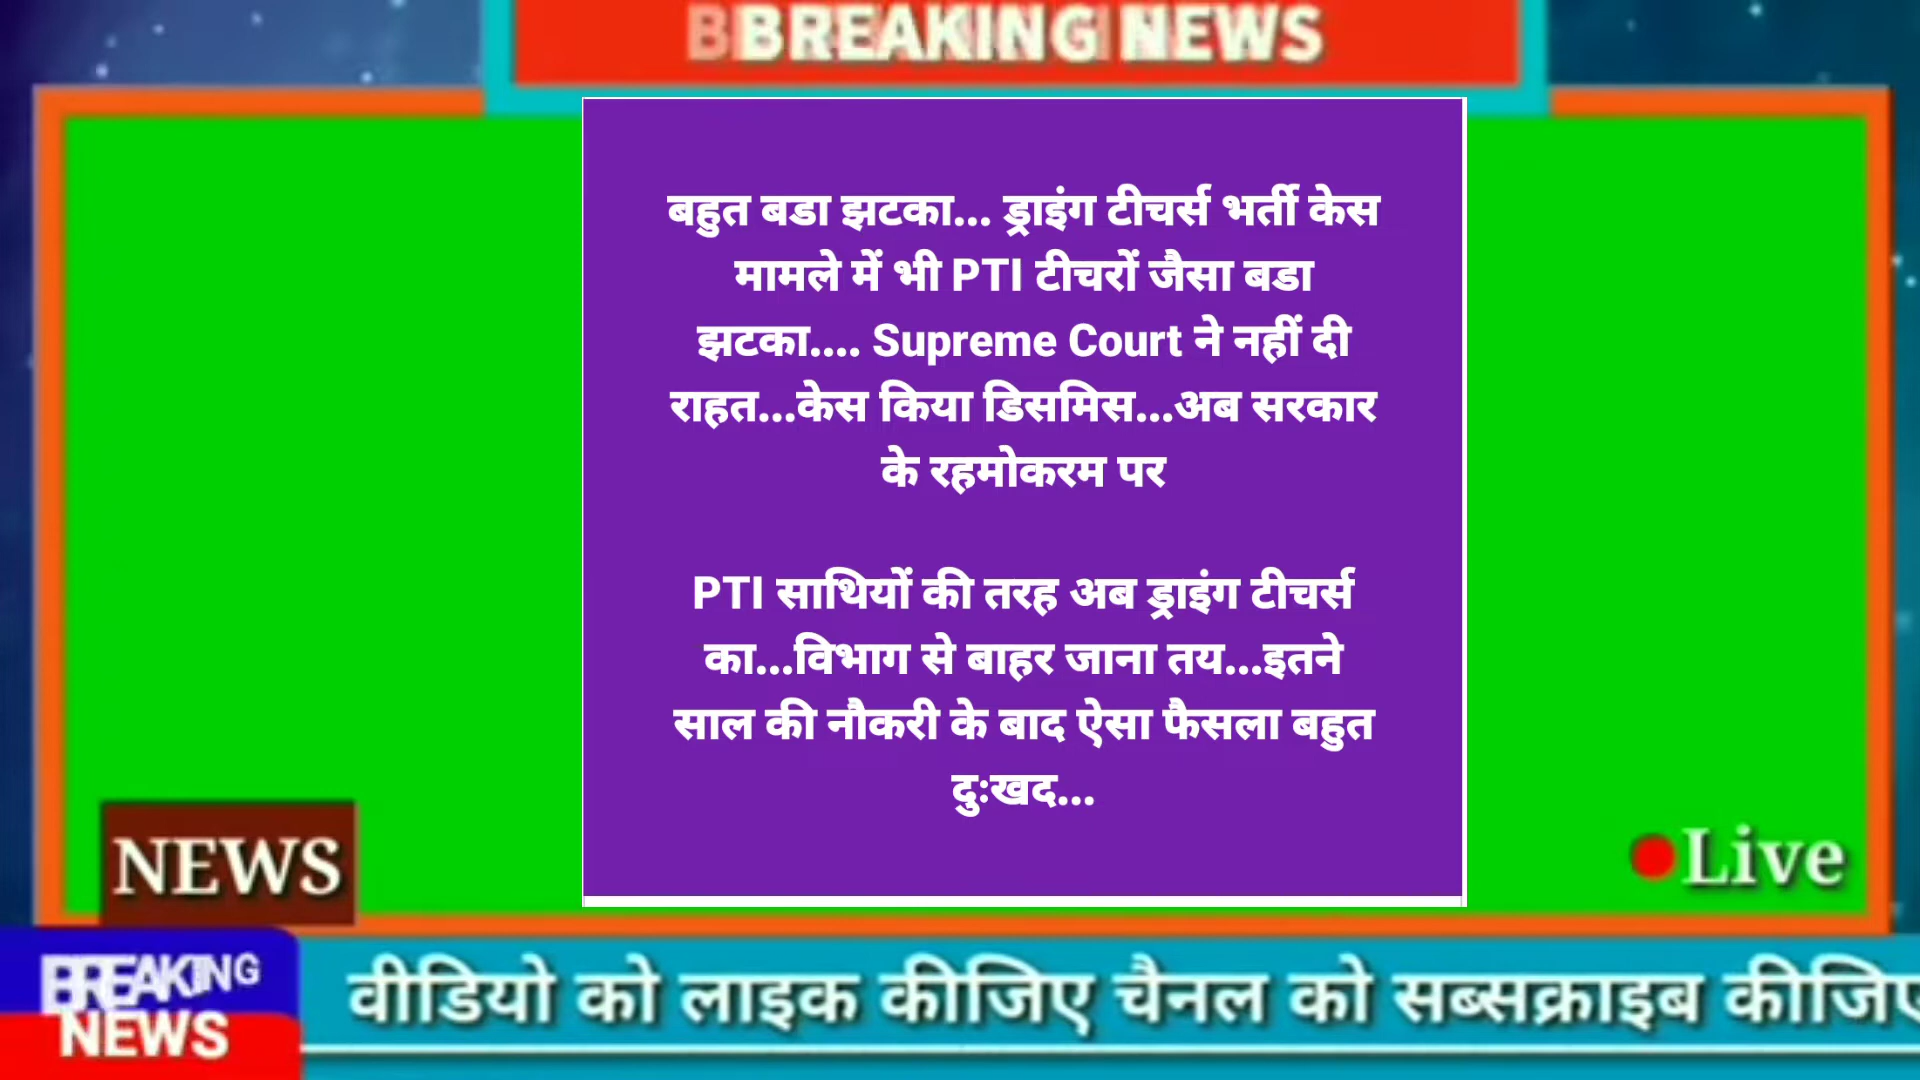 BREAKING NEWS
बहुत बडा झटका... ड्राइंग टीचर्स भर्ती केस
मामले में भी PTI टीचरों जैसा बडा
झटका.... Supreme Court ने नहीं दी
राहत...केस किया डिसमिस...अब सरकार
के रहमोकरम पर
PTI साथियों की तरह अब ड्राइंग टीचर्स
का...विभाग से बाहर जाना तय...इतने
साल की नौकरी के बाद ऐसा फैसला बहुत
दुःखद...
NEWS
Live
BREAKING
NEWS
वीडियो को लाइक कीजिए चैनल को सब्सक्राइब कीजिए